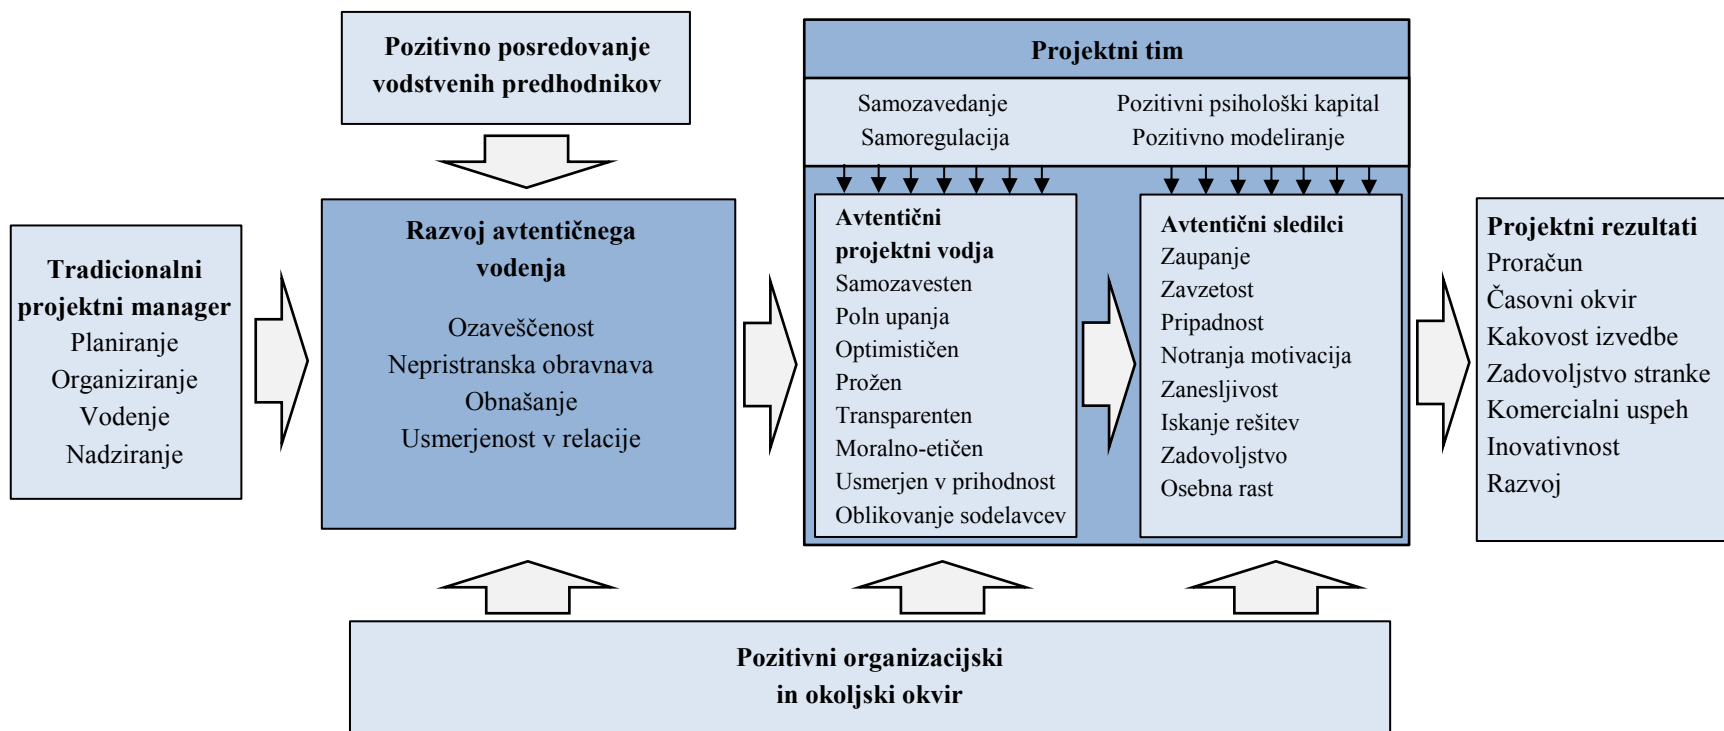 Pozitivno posredovanje
vodstvenih predhodnikov
Projektni tim
Samozavedanje
Samoregulacija
Pozitivni psihološki kapital
Pozitivno modeliranje
Tradicionalni
projektni manager
Planiranje
Organiziranje
Vodenje
Nadziranje
Razvoj avtentičnega
vodenja
Ozaveščenost
Nepristranska obravnava
Obnašanje
Usmerjenost v relacije
Avtentični
projektni vodja
Samozavesten
Poln upanja
Optimističen
Prožen
Transparenten
Moralno-etičen
Usmerjen v prihodnost
Oblikovanje sodelavcev
Avtentični sledilci
Zaupanje
Zavzetost
Pripadnost
Notranja motivacija
Zanesljivost
Iskanje rešitev
Zadovoljstvo
Osebna rast
Projektni rezultati
Proračun
Časovni okvir
Kakovost izvedbe
Zadovoljstvo stranke
Komercialni uspeh
Inovativnost
Razvoj
Pozitivni organizacijski
in okoljski okvir